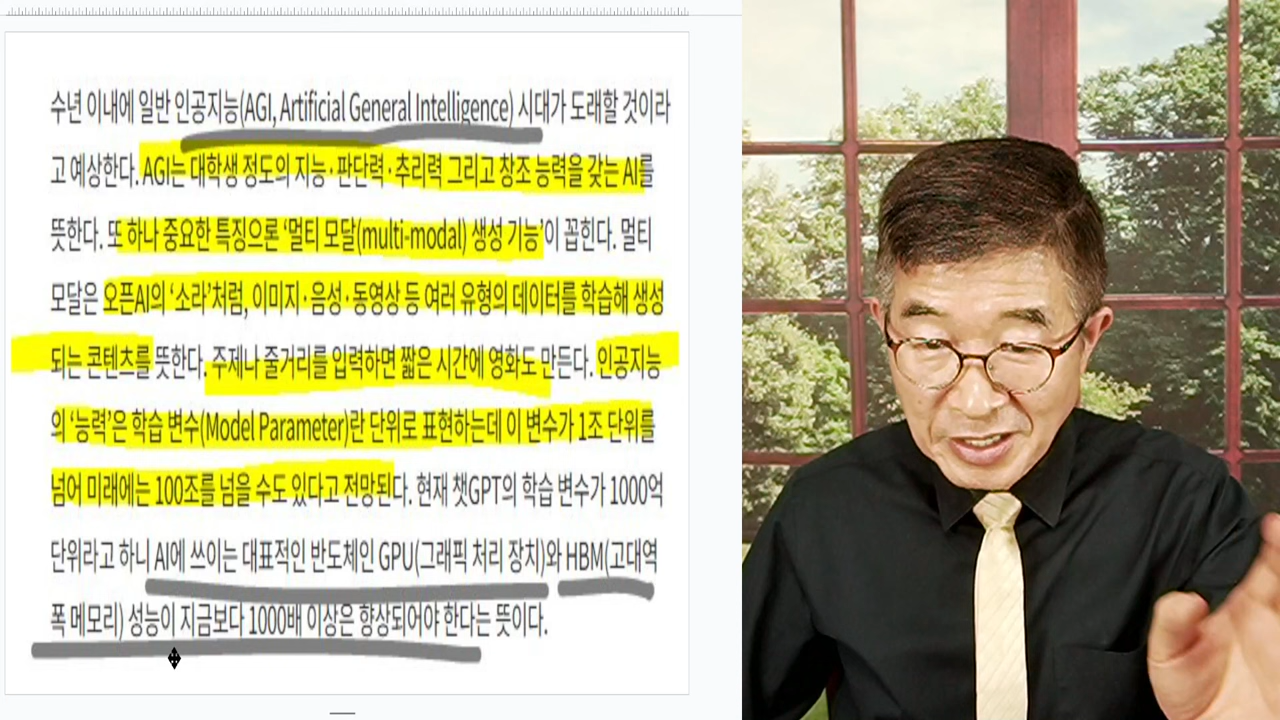 수년 이내에 일반 인공지능(AGI, Artificial General Intelligence) 시대가 도래할 것이라
고 예상한다. AGI는 대학생 정도의 지능·판단력·추리력 그리고 창조 능력을 갖는 AI를
뜻한다. 또 하나 중요한 특징으론 ‘멀티 모달(multi-modal) 생성 기능’이 꼽힌다. 멀티
모달은 오픈AI의 ‘소라’처럼, 이미지·음성·동영상 등 여러 유형의 데이터를 학습해 생성
되는 콘텐츠를 뜻한다. 주제나 줄거리를 입력하면 짧은 시간에 영화도 만든다. 인공지능
의 ‘능력’은 학습 변수(Model Parameter)란 단위로 표현하는데 이 변수가 1조 단위를
넘어 미래에는 100조를 넘을 수도 있다고 전망된다. 현재 챗GPT의 학습 변수가 1000억
단위라고 하니 AI에 쓰이는 대표적인 반도체인 GPU(그래픽 처리 장치)와 HBM(고대역
폭 메모리) 성능이 지금보다 1000배 이상은 향상되어야 한다는 뜻이다.